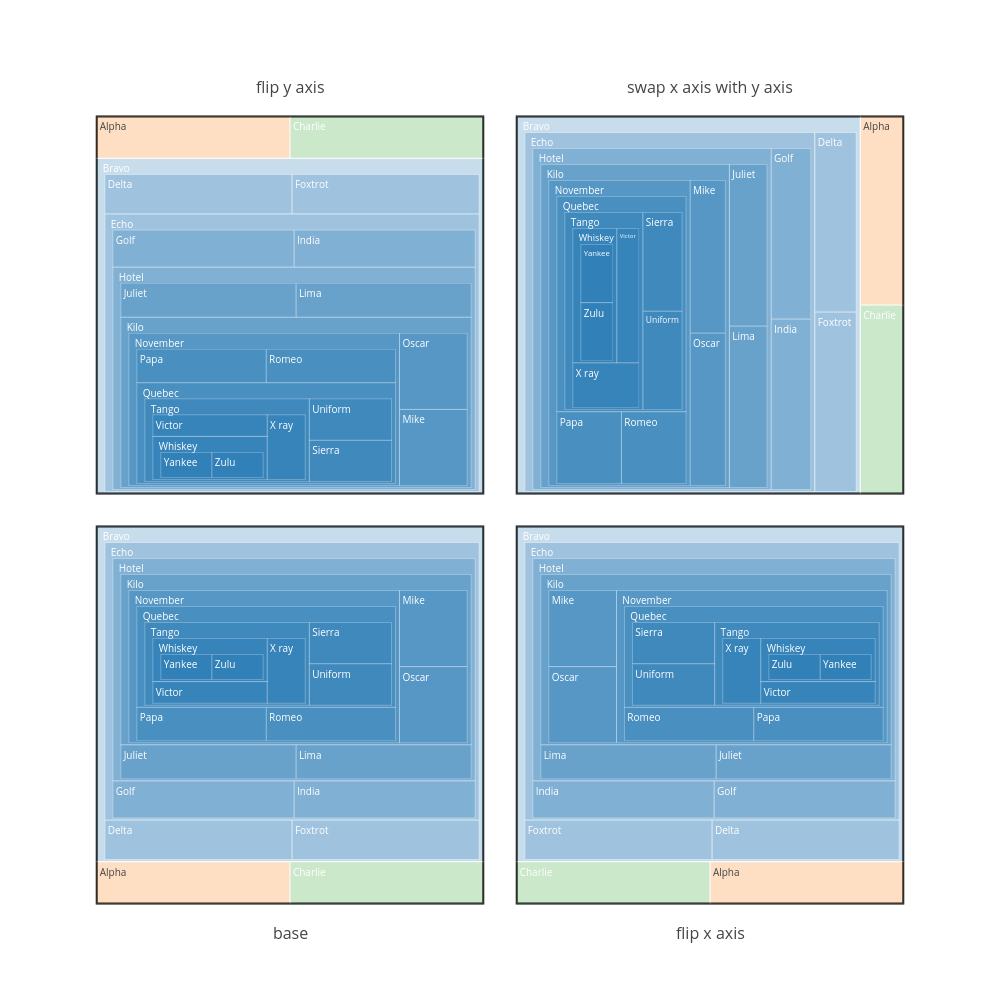 flip y axis
Alpha
Charlie
Bravo
Delta
Foxtrot
Echo
Golf
India
Hotel
Juliet
Lima
Kilo
November
Oscar
Papa
Romeo
Quebec
Tango
Uniform
Victor
X ray
Mike
Whiskey
Sierra
Yankee
Zulu
swap x axis with y axis
Bravo
Alpha
Echo
Delta
Hotel
Golf
Kilo
Juliet
November
Mike
Quebec
Tango
Sierra
Whiskey
Victor
Yankee
Zulu
Uniform
Charlie
Foxtrot
India
Lima
Oscar
X ray
Papa
Romeo
Bravo
Echo
Hotel
Kilo
November
Mike
Quebec
Tango
Sierra
Whiskey
X ray
Yankee
Zulu
Uniform
Oscar
Victor
Papa
Romeo
Juliet
Lima
Golf
India
Delta
Foxtrot
Alpha
Charlie
base
Bravo
Echo
Hotel
Kilo
Mike
November
Quebec
Sierra
Tango
X ray
Whiskey
Zulu
Yankee
Oscar
Uniform
Victor
Romeo
Papa
Lima
Juliet
India
Golf
Foxtrot
Delta
Charlie
Alpha
flip x axis